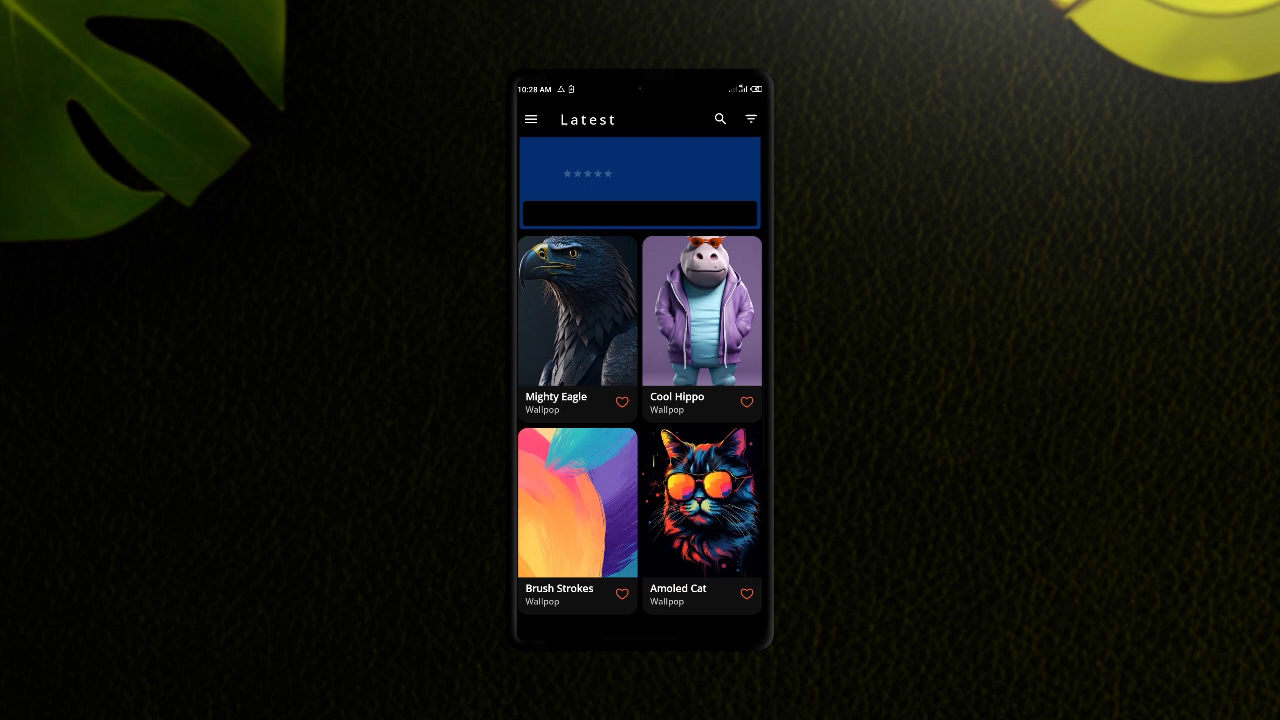 10:28 AM
Latest
Mighty Eagle
Wallpop
Cool Hippo
Wallpop
Brush Strokes
Wallpop
Amoled Cat
Wallpop